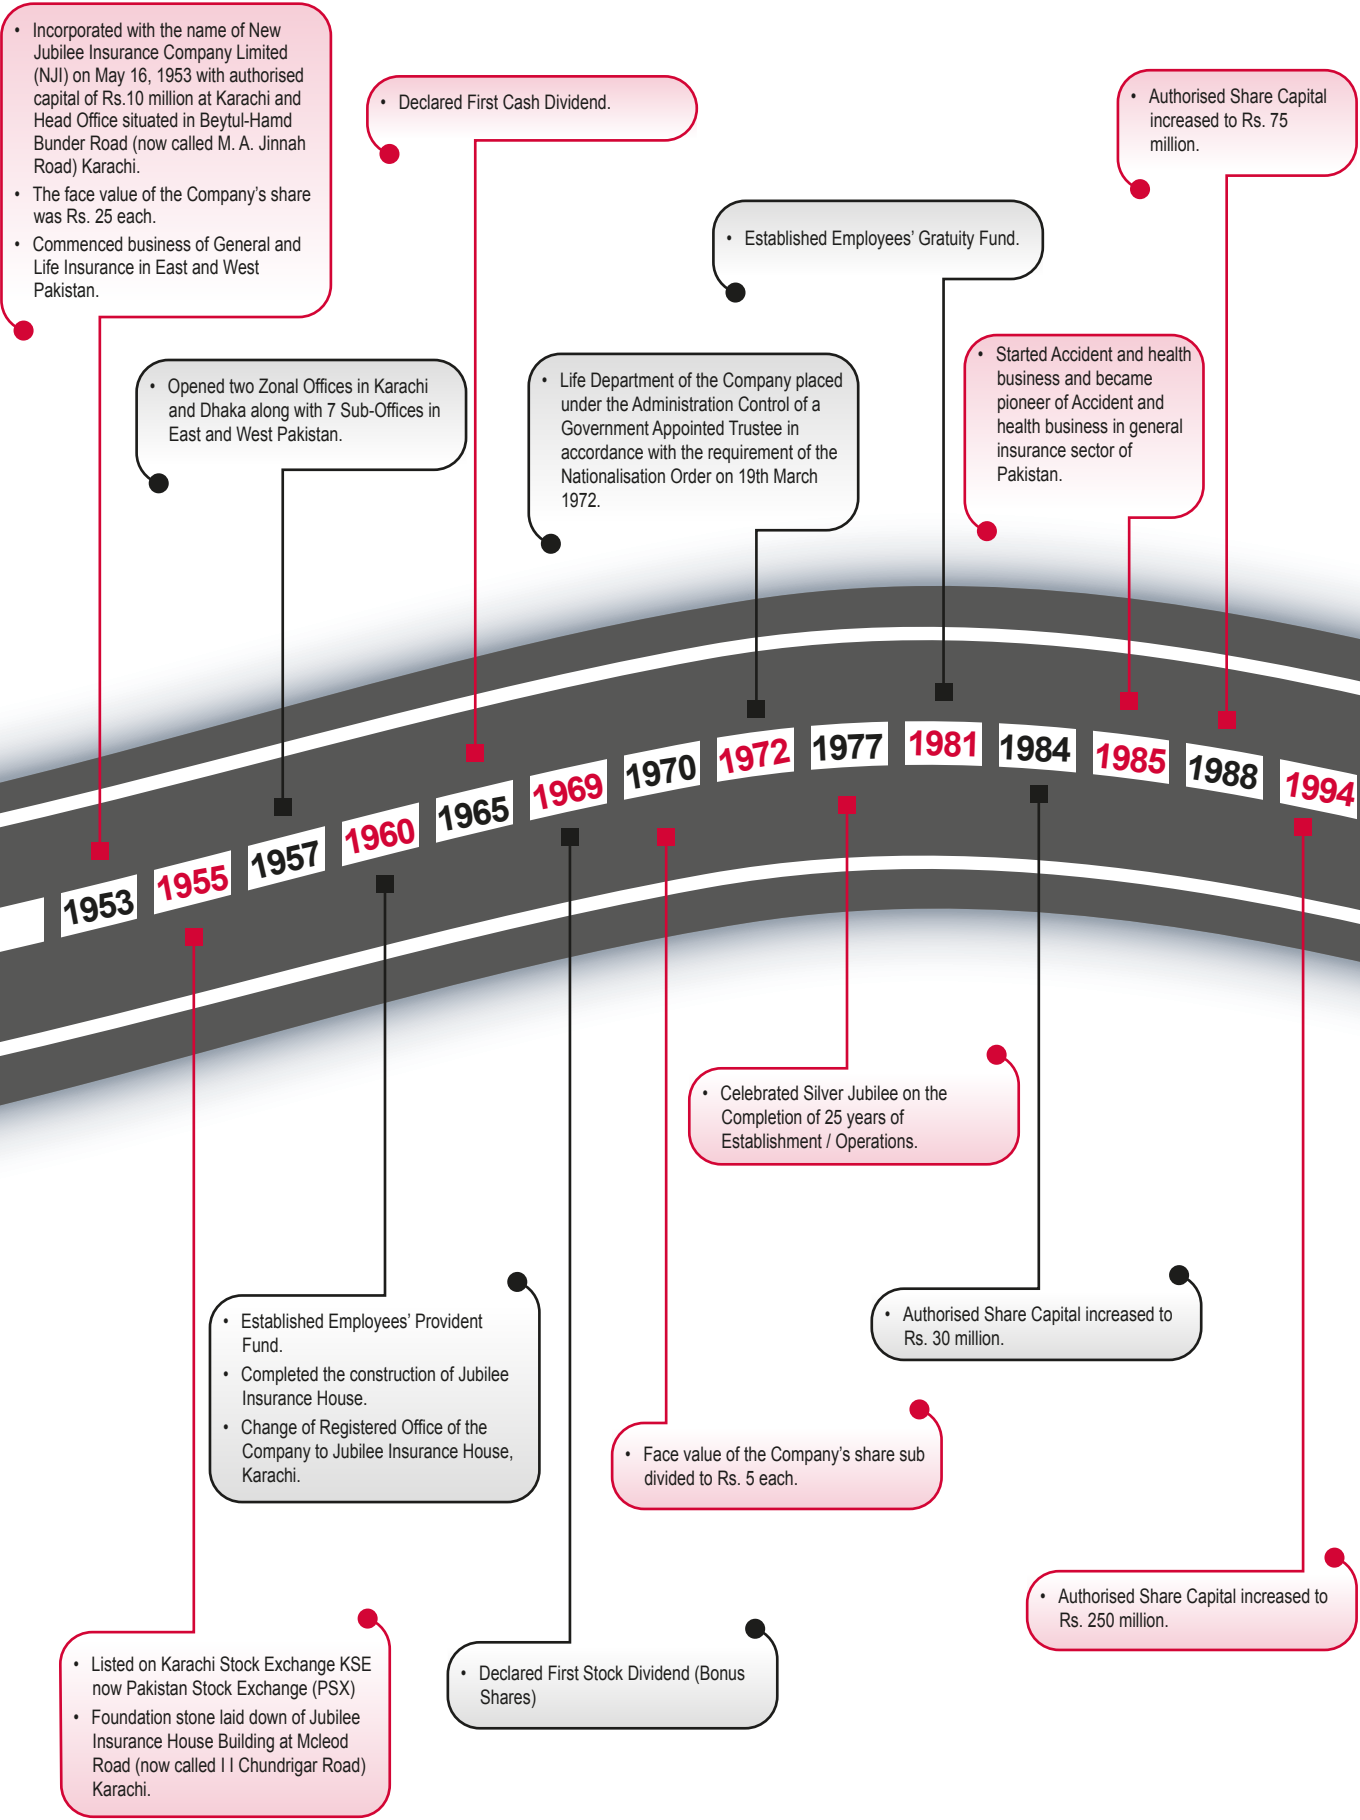 • Incorporated with the name of New
Jubilee Insurance Company Limited
(NJI) on May 16, 1953 with authorised
capital of Rs.10 million at Karachi and
Head Office situated in Beytul-Hamd
Bunder Road (now called M. A. Jinnah
Road) Karachi.
• The face value of the Company's share
was Rs. 25 each.
• Commenced business of General and
Life Insurance in East and West
Pakistan.
• Declared First Cash Dividend.
• Authorised Share Capital
increased to Rs. 75
million.
• Established Employees' Gratuity Fund.
• Opened two Zonal Offices in Karachi
and Dhaka along with 7 Sub-Offices in
East and West Pakistan.
• Life Department of the Company placed
under the Administration Control of a
Government Appointed Trustee in
accordance with the requirement of the
Nationalisation Order on 19th March
1972.
• Started Accident and health
business and became
pioneer of Accident and
health business in general
insurance sector of
Pakistan.
1953
1955
1957
1960
1965
1969
1970
1972
1977
1981
1984
1985
1988
1994
• Celebrated Silver Jubilee on the
Completion of 25 years of
Establishment / Operations.
• Established Employees' Provident
Fund.
• Completed the construction of Jubilee
Insurance House.
• Change of Registered Office of the
Company to Jubilee Insurance House,
Karachi.
• Authorised Share Capital increased to
Rs. 30 million.
• Face value of the Company's share sub
divided to Rs. 5 each.
• Authorised Share Capital increased to
Rs. 250 million.
• Listed on Karachi Stock Exchange KSE
now Pakistan Stock Exchange (PSX)
• Foundation stone laid down of Jubilee
Insurance House Building at Mcleod
Road (now called I I Chundrigar Road)
Karachi.
• Declared First Stock Dividend (Bonus
Shares)